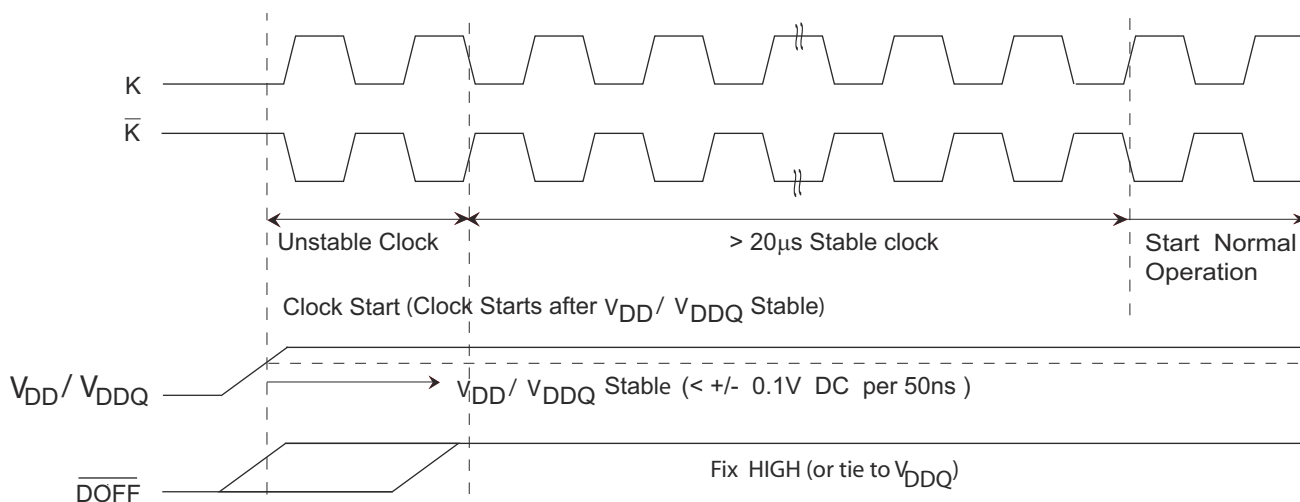 K
K̅
Unstable Clock
> 20μs Stable clock
Start Normal
Operation
Clock Start (Clock Starts after VDD/ VDDQ Stable)
VDD/ VDDQ
VDD/ VDDQ Stable (< +/- 0.1V DC per 50ns )
Fix HIGH (or tie to VDDQ)
D̅O̅F̅F̅